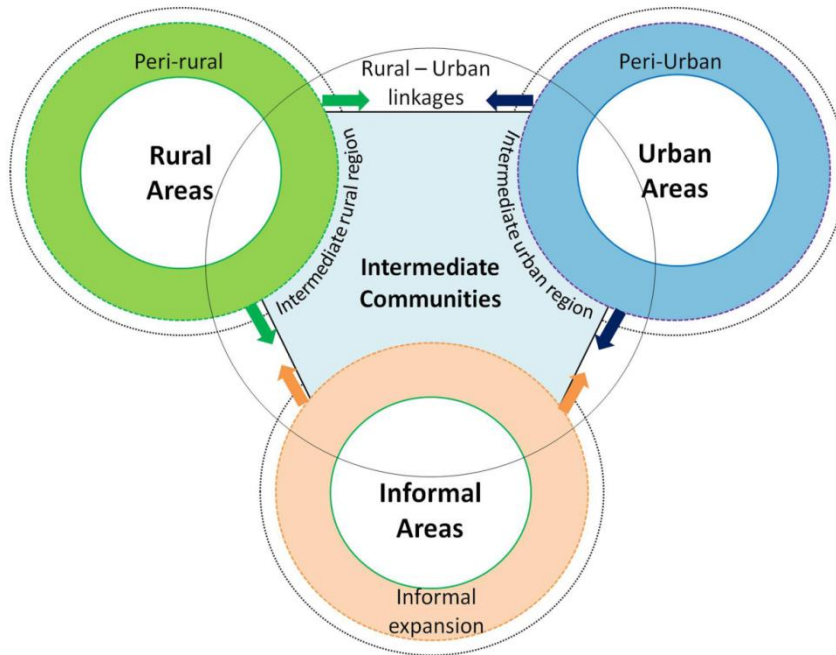 Peri-rural
Rural – Urban
linkages
Peri-Urban
Rural
Areas
Intermediate rural region
Intermediate urban region
Urban
Areas
Intermediate
Communities
Informal
Areas
Informal
expansion